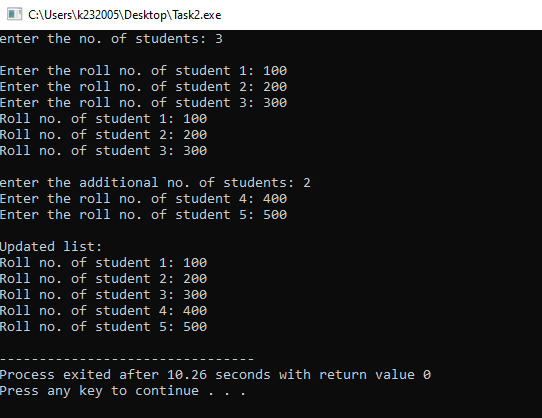 C:\Users\k232005\Desktop\Task2.exe
enter the no. of students: 3
Enter the roll no. of student 1: 100
Enter the roll no. of student 2: 200
Enter the roll no. of student 3: 300
Roll no. of student 1: 100
Roll no. of student 2: 200
Roll no. of student 3: 300
enter the additional no. of students: 2
Enter the roll no. of student 4: 400
Enter the roll no. of student 5: 500
Updated list:
Roll no. of student 1: 100
Roll no. of student 2: 200
Roll no. of student 3: 300
Roll no. of student 4: 400
Roll no. of student 5: 500
--------------------------------
Process exited after 10.26 seconds with return value 0
Press any key to continue . . .